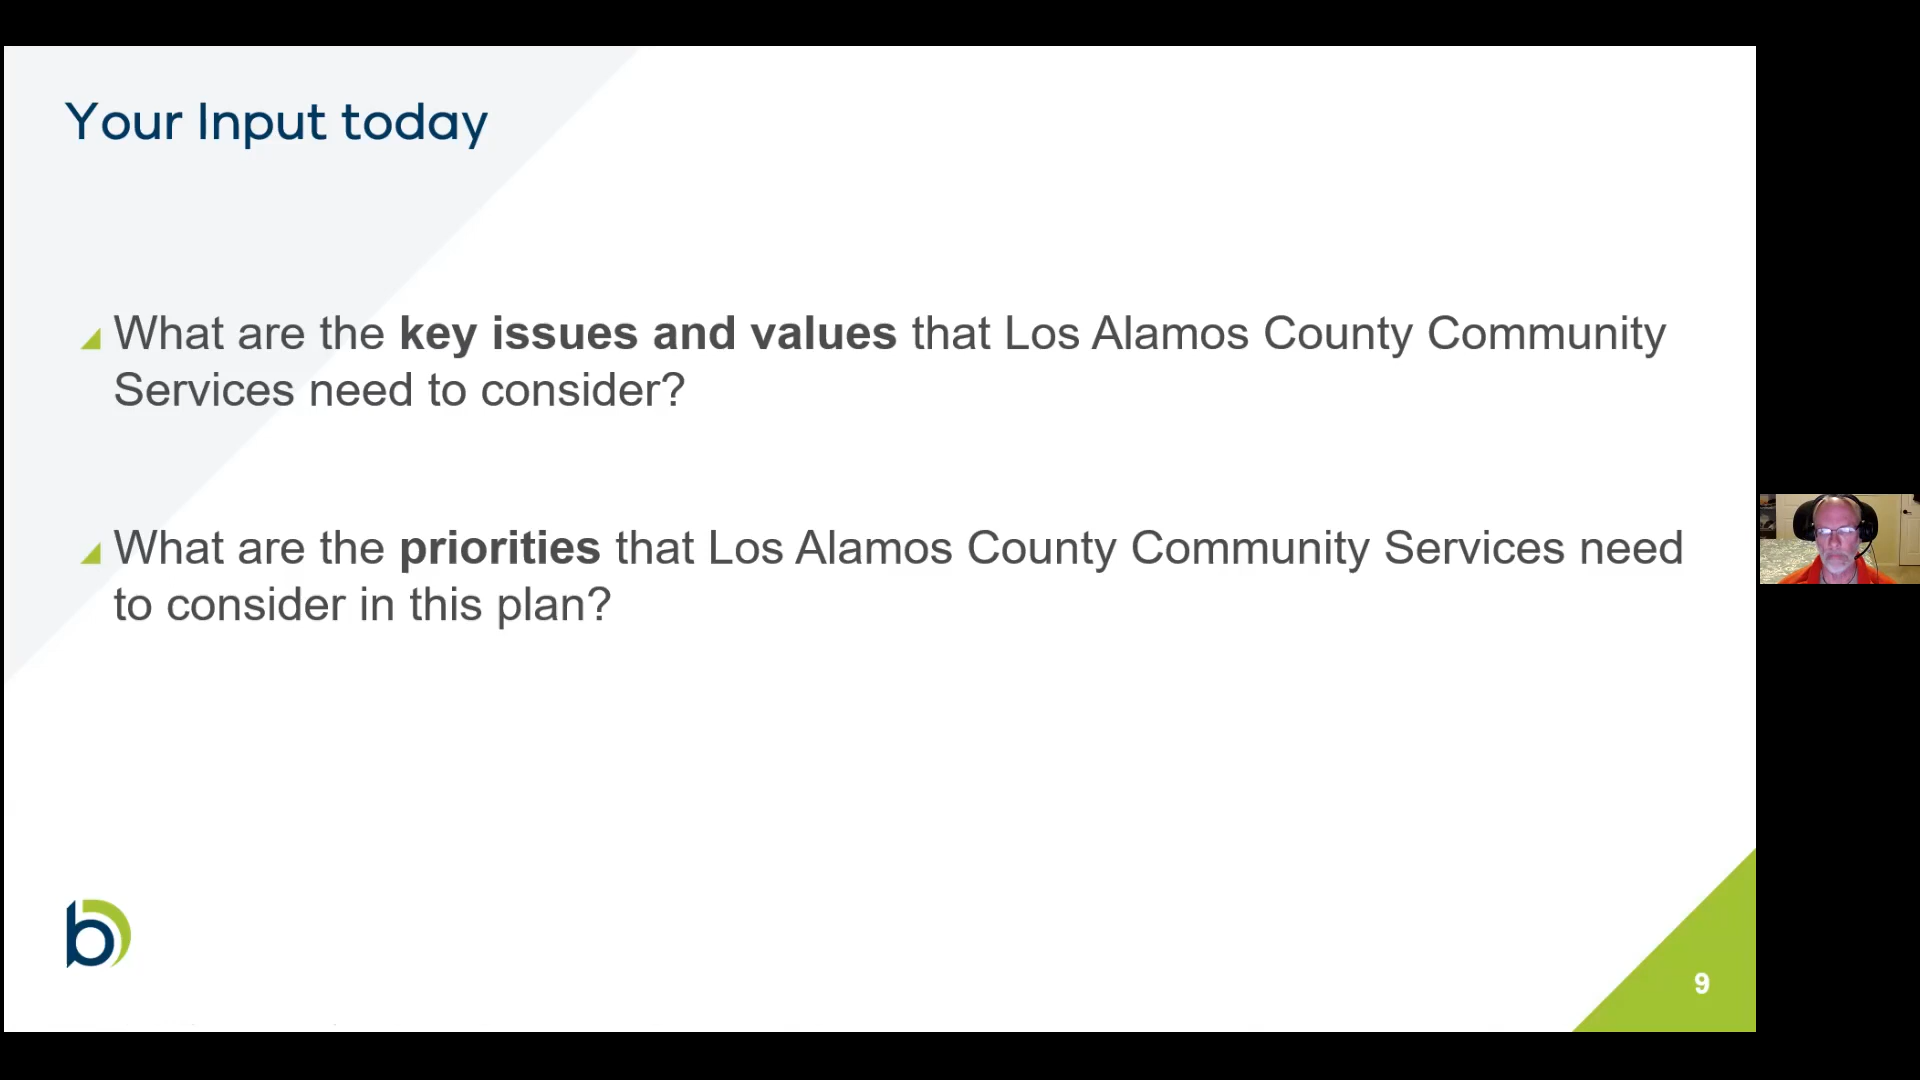 Your Input today
What are the key issues and values that Los Alamos County Community
Services need to consider?
What are the priorities that Los Alamos County Community Services need
to consider in this plan?
b
9